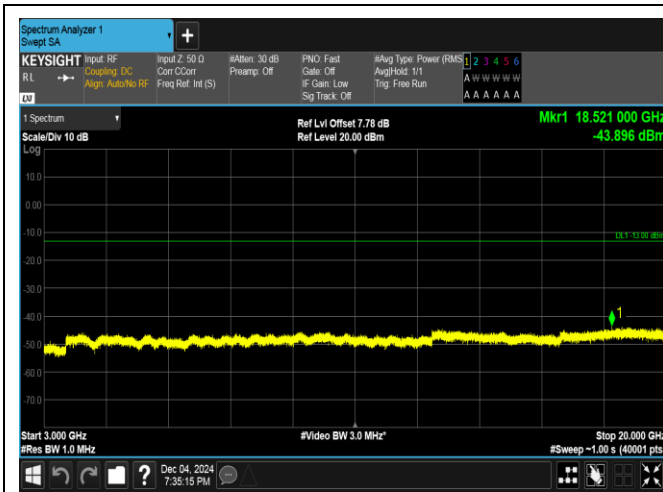 Spectrum Analyzer 1
Swept SA
+
KEYSIGHT
RL
LXI
Input: RF
Coupling: DC
Align: Auto/No RF
Input Z: 50 Ω
Corr CCorr
Freq Ref: Int (S)
#Atten: 30 dB
Preamp: Off
PNO: Fast
Gate: Off
IF Gain: Low
Sig Track: Off
#Avg Type: Power (RMS
Avg|Hold: 1/1
Trig: Free Run
1 2 3 4 5 6
A W W W W W
A A A A A A
1 Spectrum
Scale/Div 10 dB
Ref Lvl Offset 7.78 dB
Ref Level 20.00 dBm
Mkr1 18.521 000 GHz
-43.896 dBm
Log
10.0
0.00
-10.0
DL1 -13.00 dBm
-20.0
-30.0
-40.0
1
-50.0
-60.0
-70.0
Start 3.000 GHz
#Video BW 3.0 MHz*
Stop 20.000 GHz
#Res BW 1.0 MHz
#Sweep ~1.00 s (40001 pts
?
Dec 04, 2024
7:35:15 PM